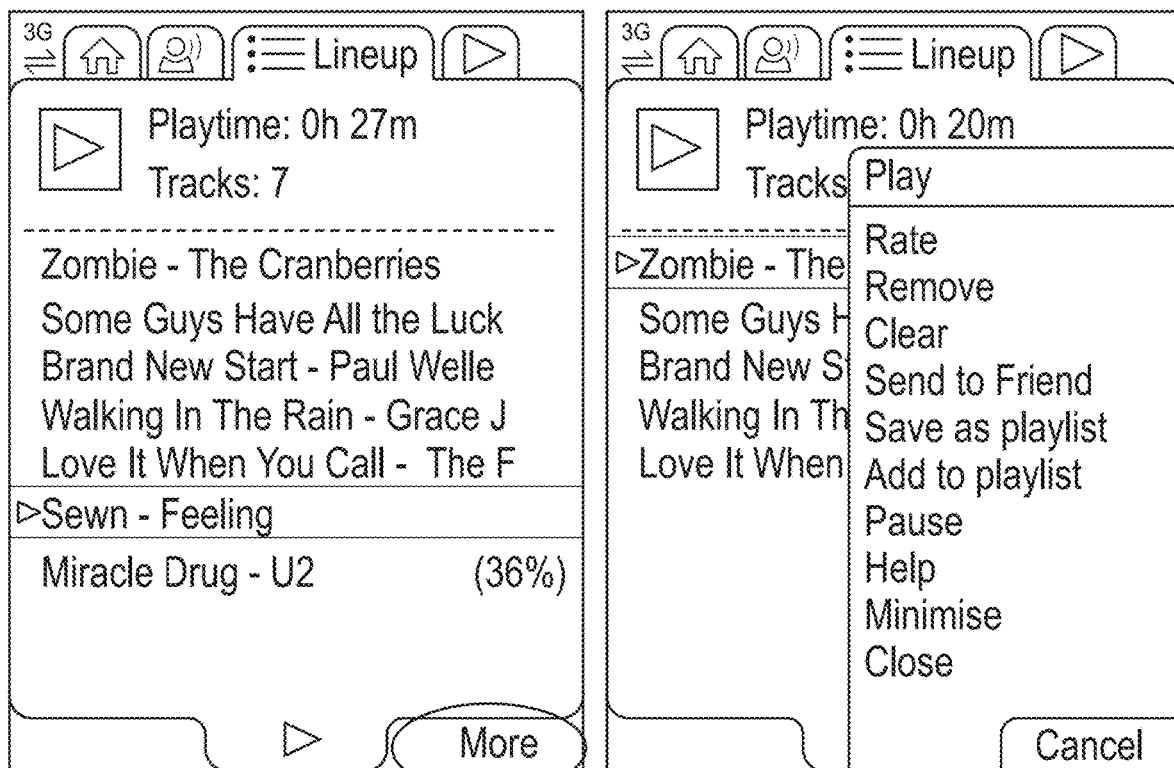 3G
Lineup
Playtime: 0h 27m
Tracks: 7
Zombie - The Cranberries
Some Guys Have All the Luck
Brand New Start - Paul Welle
Walking In The Rain - Grace J
Love It When You Call - The F
Sewn - Feeling
Miracle Drug - U2 (36%)
More
3G
Lineup
Playtime: 0h 20m
Tracks
Zombie - The
Some Guys H
Brand New S
Walking In Th
Love It When
Play
Rate
Remove
Clear
Send to Friend
Save as playlist
Add to playlist
Pause
Help
Minimise
Close
Cancel